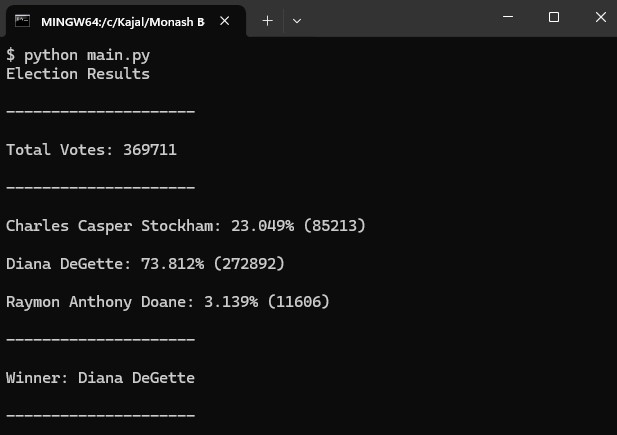 MINGW64:/c/Kajal/Monash B
$ python main.py
Election Results
---------------------
Total Votes: 369711
---------------------
Charles Casper Stockham: 23.049% (85213)
Diana DeGette: 73.812% (272892)
Raymon Anthony Doane: 3.139% (11606)
---------------------
Winner: Diana DeGette
---------------------